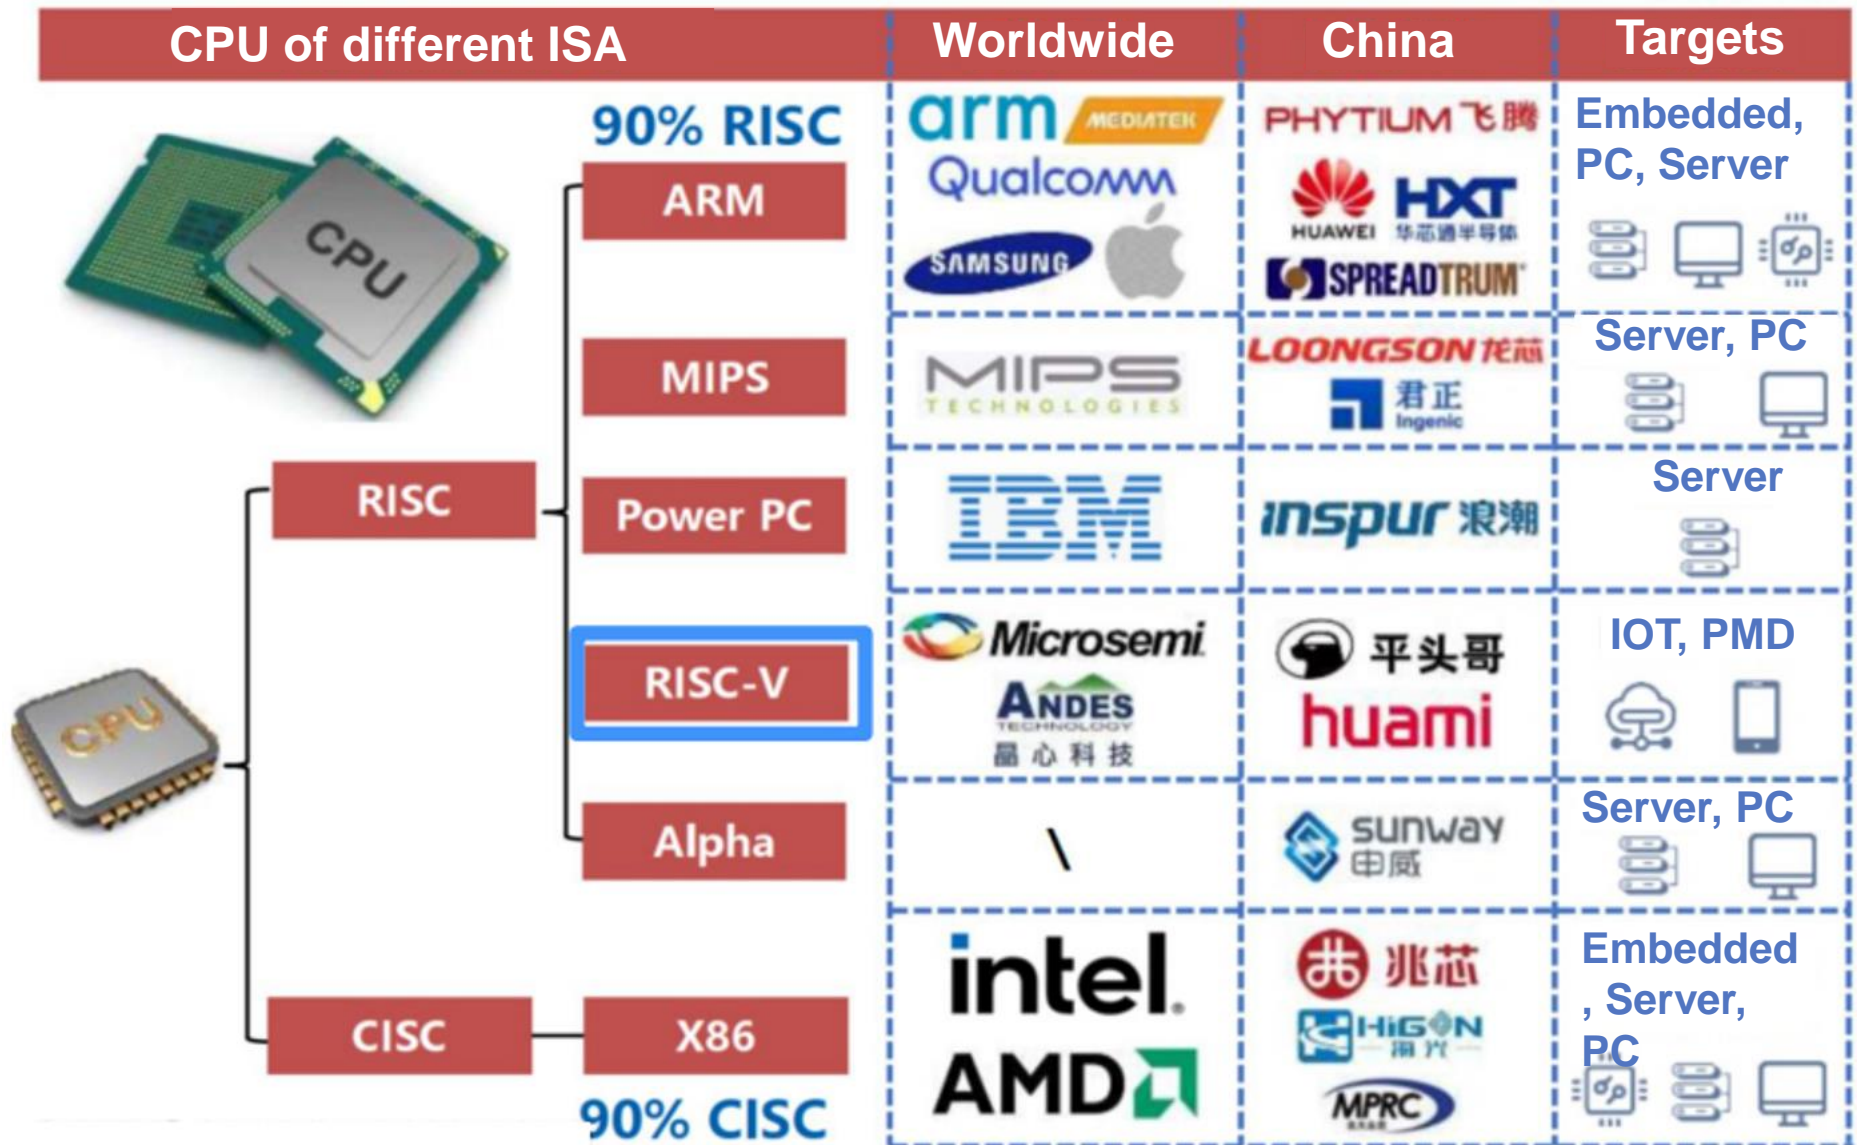 CPU of different ISA
Worldwide
China
Targets
90% RISC
CPU
ARM
arm
MEDIATEK
Qualcomm
SAMSUNG
PHYTIUM 飞腾
HUAWEI
HXT
华芯通半导体
SPREADTRUM
Embedded,
PC, Server
MIPS
MIPS
TECHNOLOGIES
LOONGSON 龙芯
君正
Ingenic
Server, PC
RISC
Power PC
IBM
inspur 浪潮
Server
CPU
RISC-V
Microsemi
ANDES
TECHNOLOGY
晶心科技
平头哥
huami
IOT, PMD
Alpha
\
sunway
申威
Server, PC
CISC
X86
90% CISC
intel
AMD
兆芯
HiGON
海光
MPRC
Embedded
, Server,
PC